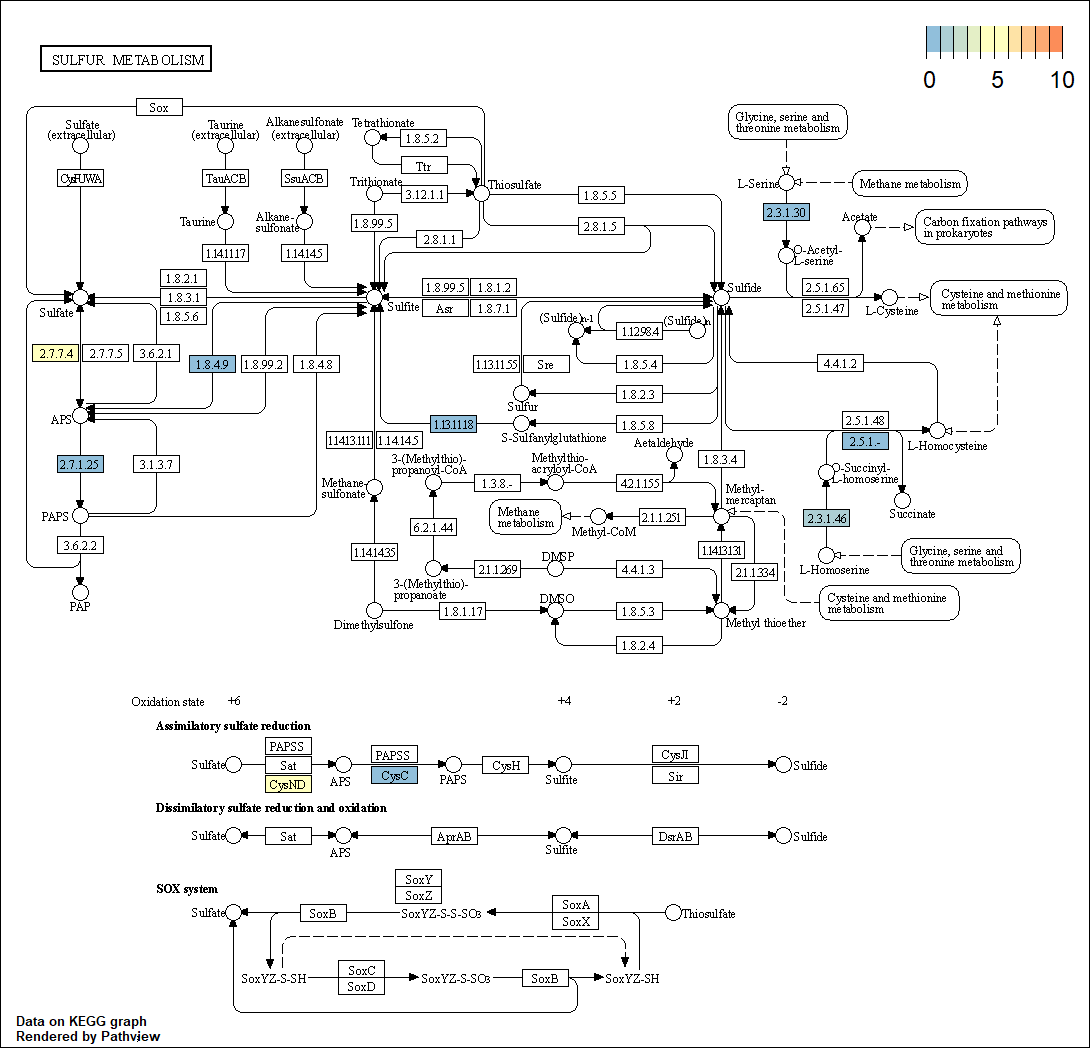 SULFUR METABOLISM
0 5 10
Sox
Sulfate
(extracellular)
Taurine
(extracellular)
Alkanesulfonate
(extracellular)
Tetrathionate
1.8.5.2
Ttr
Glycine, serine and
threonine metabolism
CysPUWA
TauACB
SsuACB
Trithionate
3.12.1.1
Thiosulfate
1.8.5.5
L-Serine
Methane metabolism
Taurine
Alkane-
sulfonate
1.8.99.5
2.8.1.1
2.8.1.5
2.3.1.30
Acetate
Carbon fixation pathways
in prokaryotes
1.14.11.17
1.14.14.5
O-Acetyl-
L-serine
1.8.2.1
1.8.3.1
1.8.5.6
1.8.99.5
1.8.1.2
Asr
1.8.7.1
Sulfate
Sulfite
Sulfide
2.5.1.65
2.5.1.47
L-Cysteine
Cysteine and methionine
metabolism
(Sulfide)n-1
1.12.98.4
(Sulfide)n
2.7.7.4
2.7.7.5
3.6.2.1
1.8.4.9
1.8.99.2
1.8.4.8
1.13.11.55
Sre
1.8.5.4
4.4.1.2
1.8.2.3
Sulfur
APS
1.13.11.18
1.8.5.8
S-Sulfanylglutathione
2.5.1.48
2.5.1.-
L-Homocysteine
1.14.13.111
1.14.14.5
2.7.1.25
3.1.3.7
3-(Methylthio)-
propanoyl-CoA
Methylthio-
acryloyl-CoA
Aetaldehyde
1.8.3.4
O-Succinyl-
L-homoserine
Methane-
sulfonate
1.3.8.-
4.2.1.155
Methyl-
mercaptan
Succinate
PAPS
6.2.1.44
Methane
metabolism
Methyl-CoM
2.1.1.251
2.3.1.46
3.6.2.2
1.14.14.35
1.14.13.131
L-Homoserine
Glycine, serine and
threonine metabolism
3-(Methylthio)-
propanoate
2.1.1.269
DMSP
4.4.1.3
2.1.1.334
PAP
Dimethylsulfone
1.8.1.17
DMSO
1.8.5.3
Methyl thioether
Cysteine and methionine
metabolism
1.8.2.4
Oxidation state +6 +4 +2 -2
Assimilatory sulfate reduction
PAPSS
Sat
CysND
PAPSS
CysC
CysH
CysJI
Sir
Sulfate
APS
PAPS
Sulfite
Sulfide
Dissimilatory sulfate reduction and oxidation
Sulfate
Sat
APS
AprAB
Sulfite
DsrAB
Sulfide
SOX system
SoxY
SoxZ
Sulfate
SoxB
SoxYZ-S-S-SO3
SoxA
SoxX
Thiosulfate
SoxYZ-S-SH
SoxC
SoxD
SoxYZ-S-SO3
SoxB
SoxYZ-SH
Data on KEGG graph
Rendered by Pathview